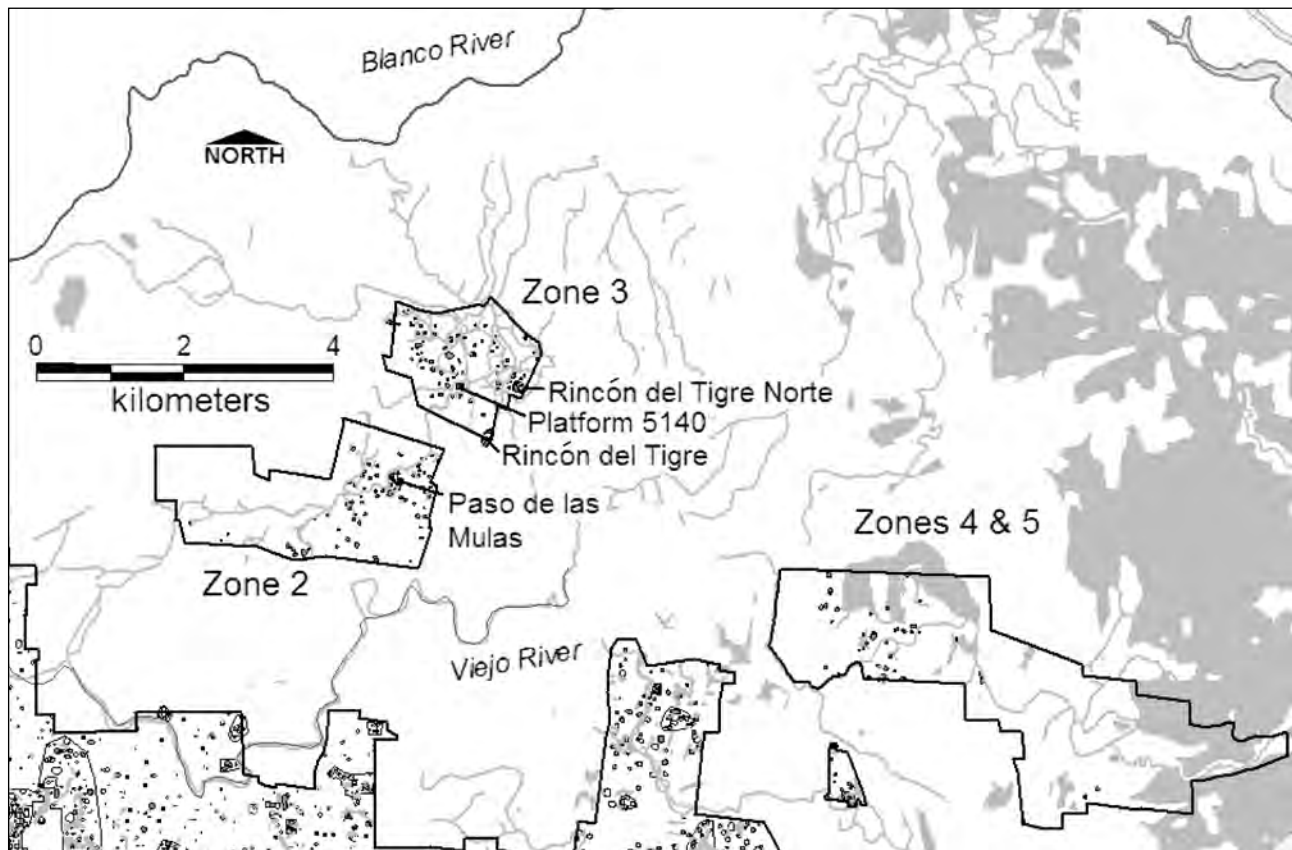 Blanco River
NORTH
Zone 3
0 2 4
kilometers
Rincón del Tigre Norte
Platform 5140
Rincón del Tigre
Paso de las
Mulas
Zones 4 & 5
Zone 2
Viejo River